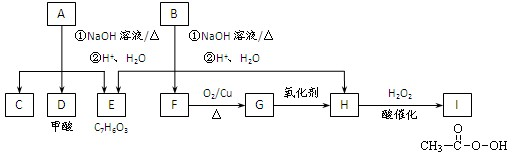 A
B
①NaOH 溶液/△
①NaOH 溶液/△
②H⁺、H₂O
②H⁺、H₂O
C
D
E
F
O₂/Cu
△
G
氧化剂
H
H₂O₂
酸催化
I
甲酸
C₇H₆O₃
O
CH₃－C－O－OH